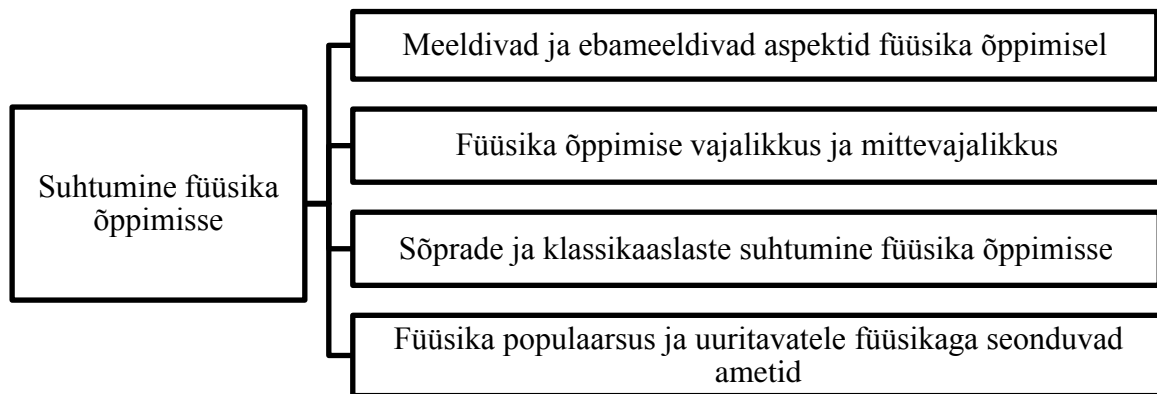 Suhtumine füüsika
õppimisse
Meeldivad ja ebameeldivad aspektid füüsika õppimisel
Füüsika õppimise vajalikkus ja mittevajalikkus
Sõprade ja klassikaaslaste suhtumine füüsika õppimisse
Füüsika populaarsus ja uuritavatele füüsikaga seonduvad
ametid